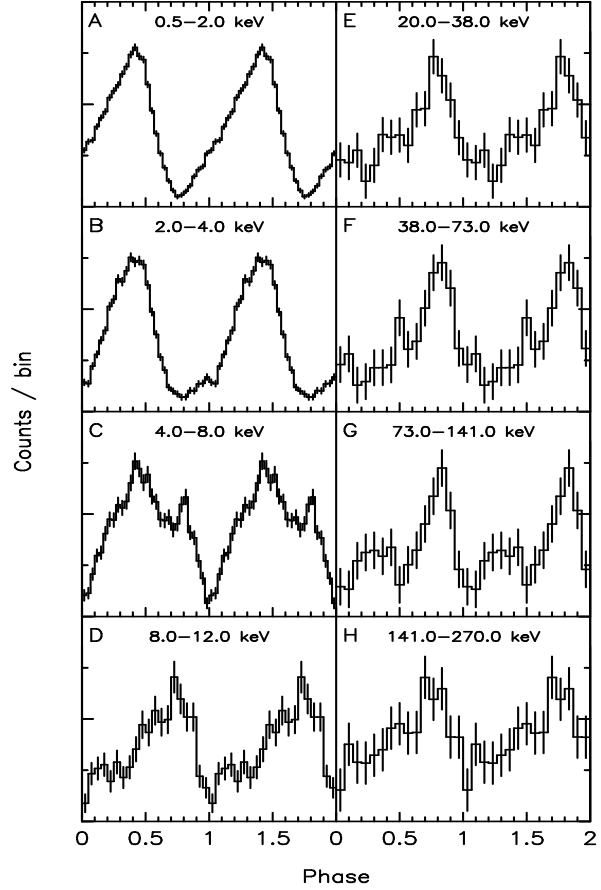 A
0.5–2.0 keV
E
20.0–38.0 keV
B
2.0–4.0 keV
F
38.0–73.0 keV
C
4.0–8.0 keV
G
73.0–141.0 keV
D
8.0–12.0 keV
H
141.0–270.0 keV
Counts / bin
0 0.5 1 1.5 0 0.5 1 1.5 2
Phase